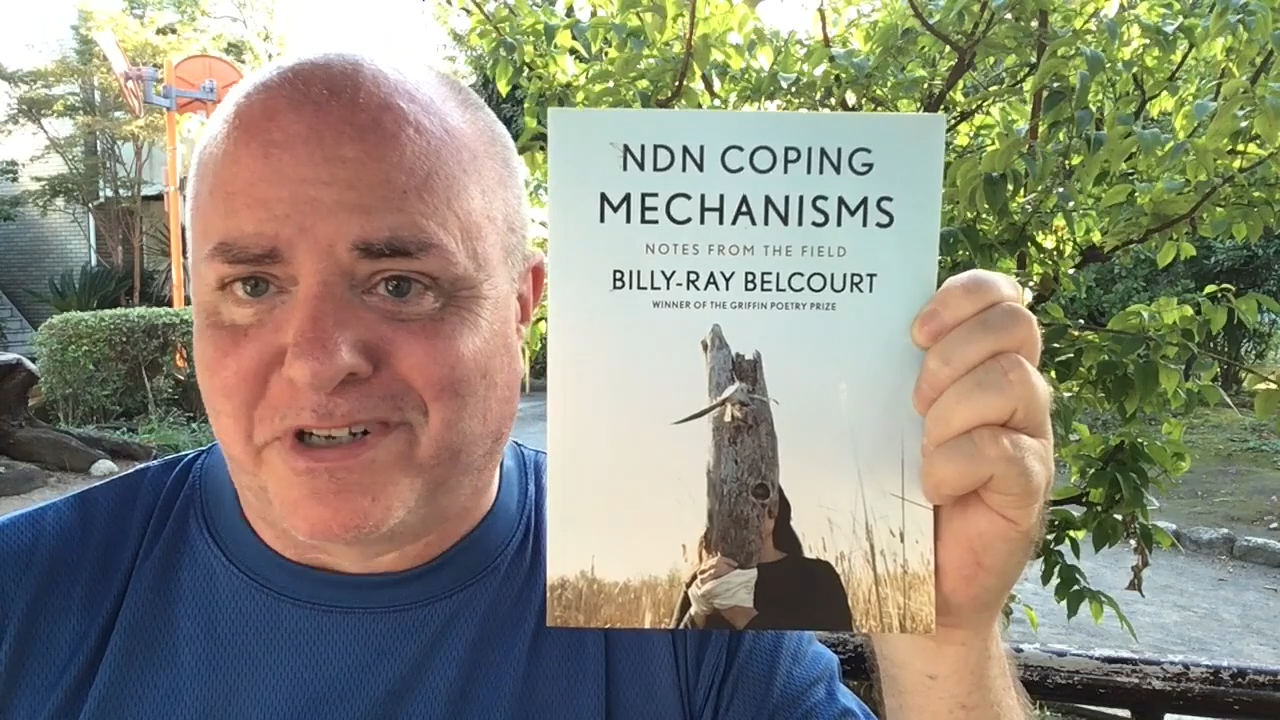 NDN COPING
MECHANISMS
NOTES FROM THE FIELD
BILLY-RAY BELCOURT
WINNER OF THE GRIFFIN POETRY PRIZE